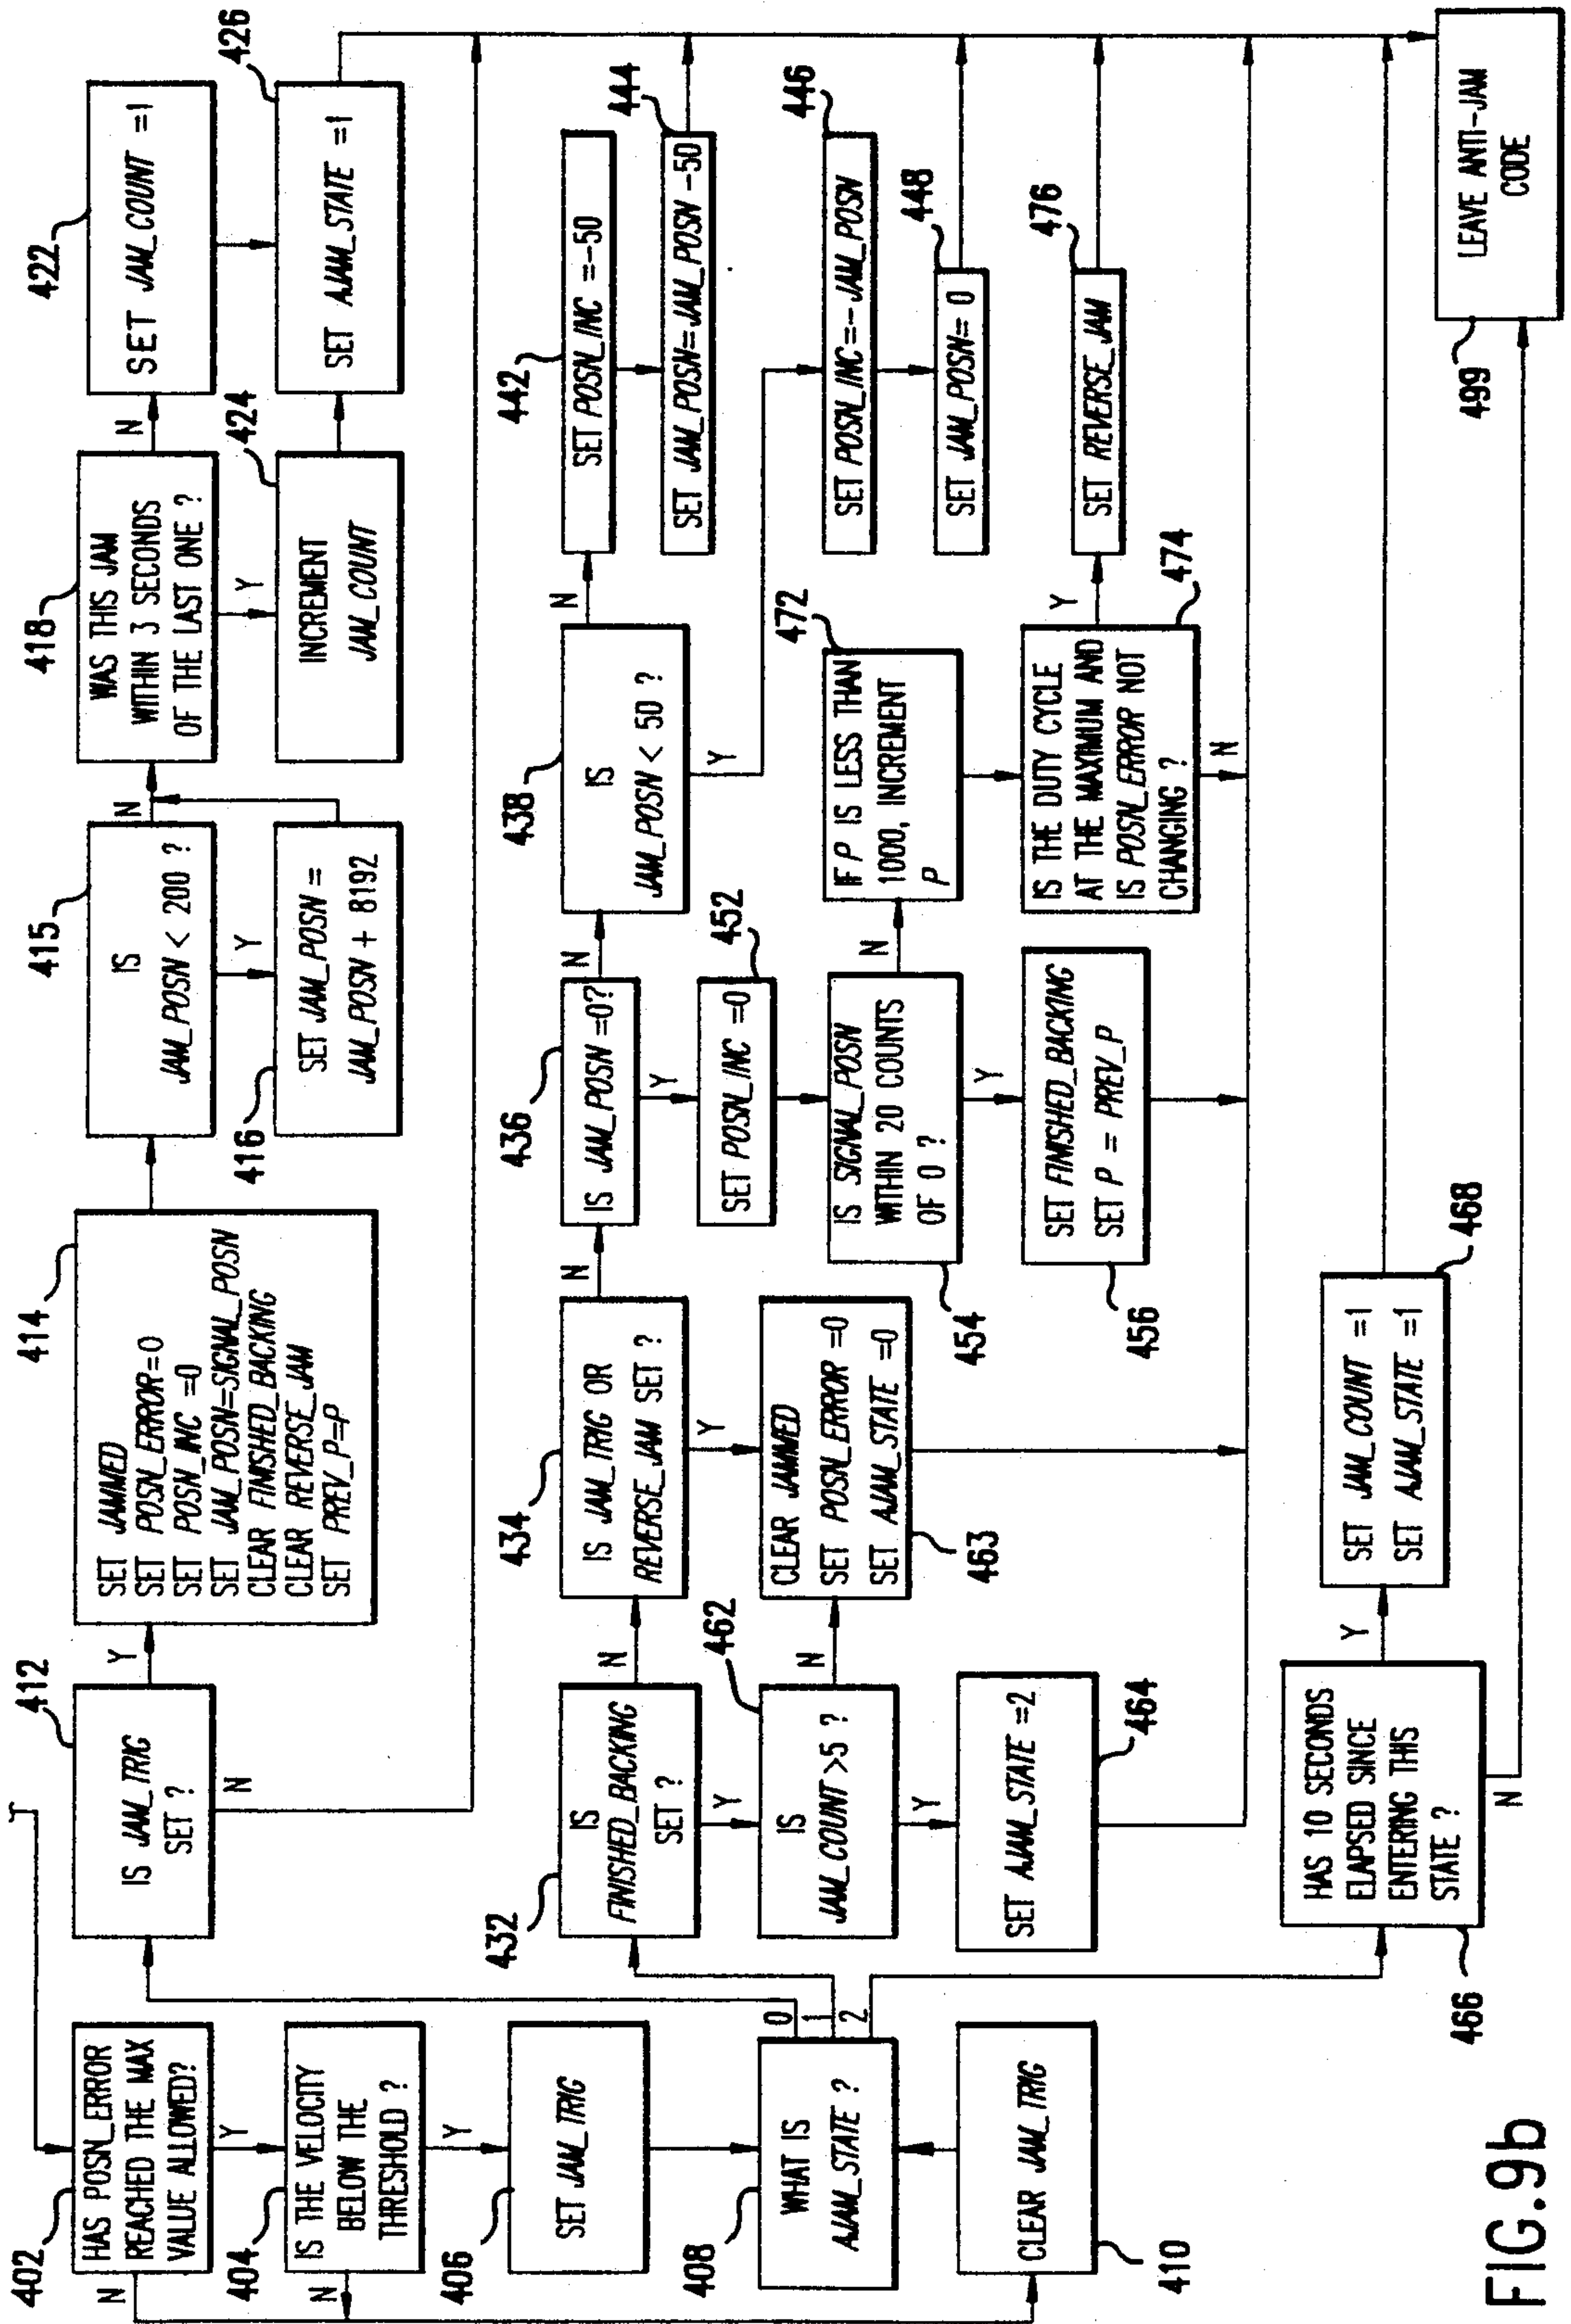 402
HAS POSN_ERROR
REACHED THE MAX
VALUE ALLOWED?
N
Y
404
IS THE VELOCITY
BELOW THE
THRESHOLD ?
N
Y
406
SET JAM_TRIG
408
WHAT IS
AJAM_STATE ?
0
1
2
CLEAR JAM_TRIG
410
412
IS JAM_TRIG
SET ?
Y
N
414
SET JAMMED
SET POSN_ERROR=0
SET POSN_INC =0
SET JAM_POSN=SIGNAL_POSN
CLEAR FINISHED_BACKING
CLEAR REVERSE_JAM
SET PREV_P=P
415
IS
JAM_POSN < 200 ?
N
Y
416
SET JAM_POSN =
JAM_POSN + 8192
418
WAS THIS JAM
WITHIN 3 SECONDS
OF THE LAST ONE ?
N
Y
422
SET JAM_COUNT =1
424
INCREMENT
JAM_COUNT
426
SET AJAM_STATE =1
432
IS
FINISHED_BACKING
SET ?
N
Y
434
IS JAM_TRIG OR
REVERSE_JAM SET ?
N
Y
436
IS JAM_POSN =0?
N
Y
438
IS
JAM_POSN < 50 ?
N
Y
442
SET POSN_INC =-50
444
SET JAM_POSN=JAM_POSN -50
446
SET POSN_INC=-JAM_POSN
448
SET JAM_POSN= 0
452
SET POSN_INC =0
454
IS SIGNAL_POSN
WITHIN 20 COUNTS
OF 0 ?
N
Y
456
SET FINISHED_BACKING
SET P = PREV_P
462
IS
JAM_COUNT >5 ?
N
Y
463
CLEAR JAMMED
SET POSN_ERROR =0
SET AJAM_STATE =0
464
SET AJAM_STATE =2
472
IF P IS LESS THAN
1000, INCREMENT
P
474
IS THE DUTY CYCLE
AT THE MAXIMUM AND
IS POSN_ERROR NOT
CHANGING ?
Y
N
476
SET REVERSE_JAM
466
HAS 10 SECONDS
ELAPSED SINCE
ENTERING THIS
STATE ?
Y
N
468
SET JAM_COUNT =1
SET AJAM_STATE =1
499
LEAVE ANTI-JAM
CODE
FIG.9b